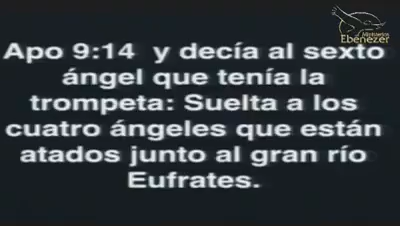 Ministerios
Ebenezer
Apo 9:14 y decía al sexto
ángel que tenía la
trompeta: Suelta a los
cuatro ángeles que están
atados junto al gran río
Eufrates.